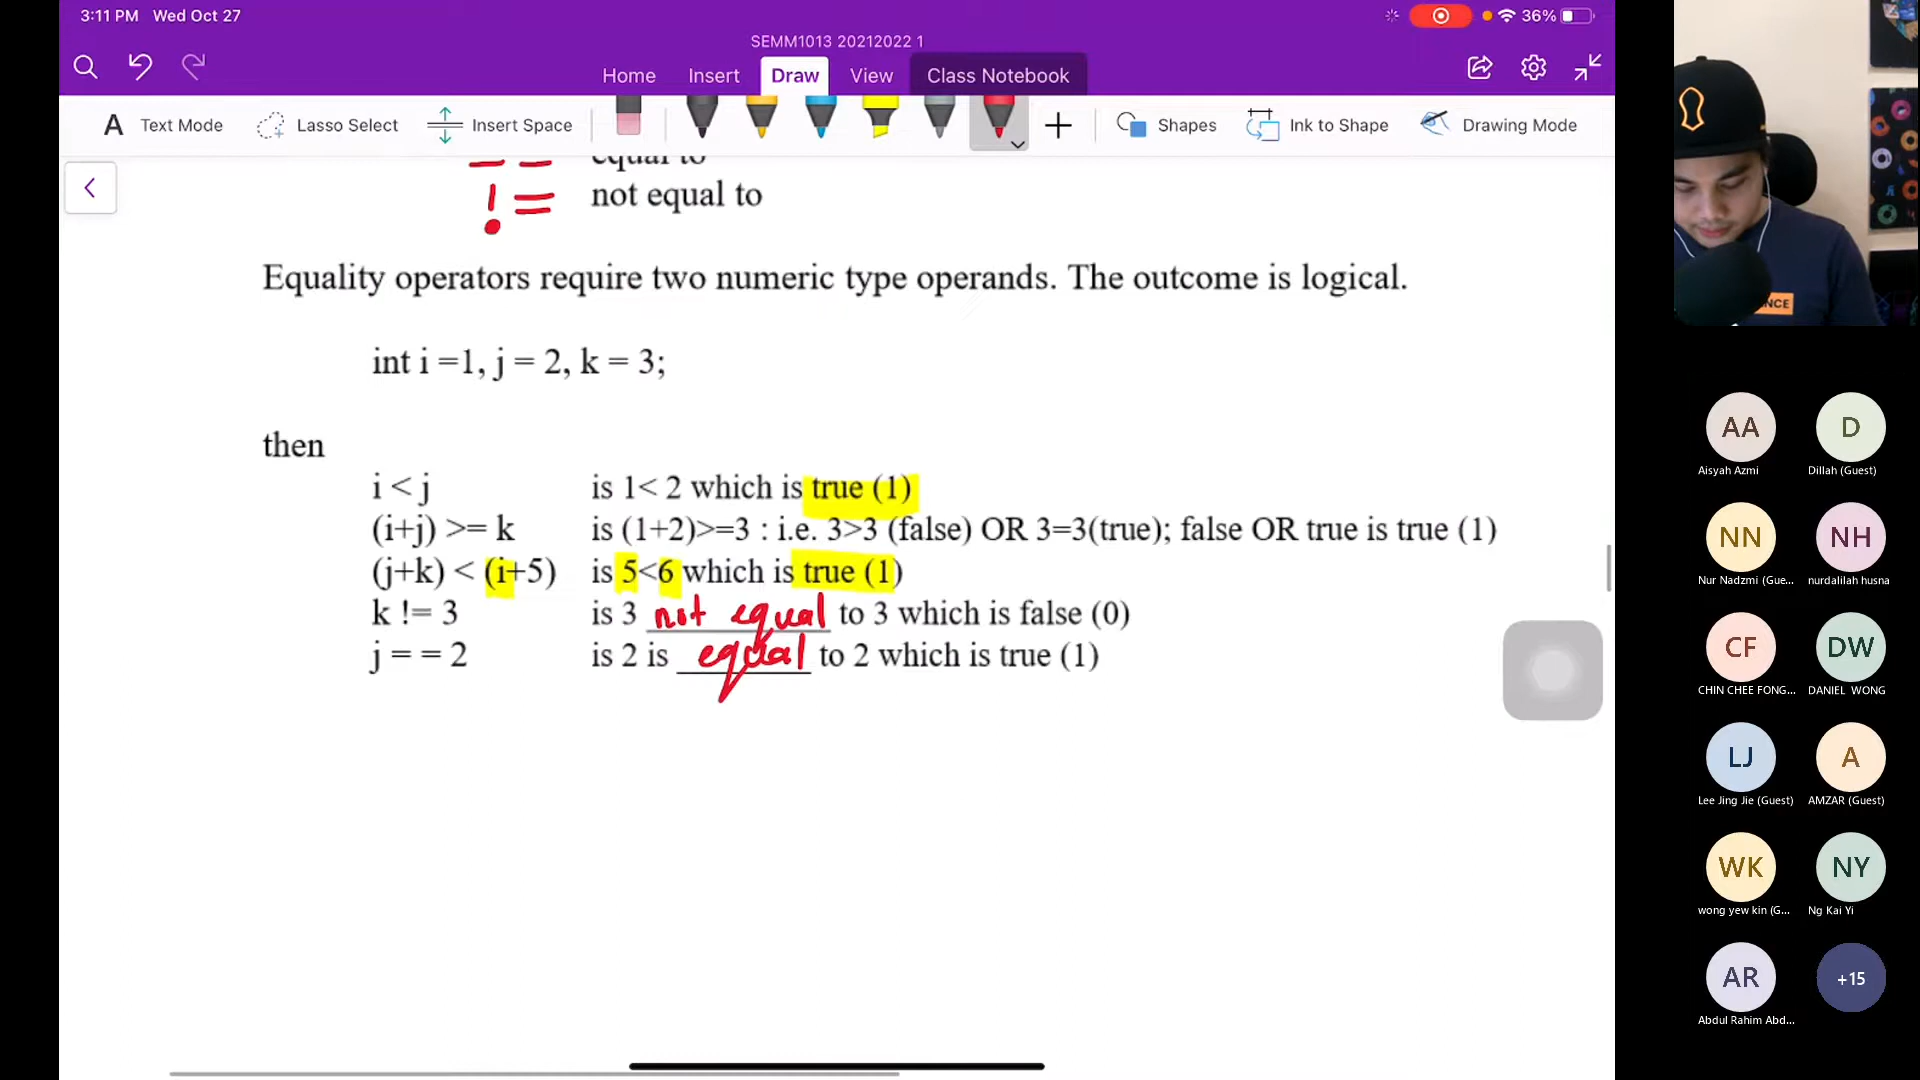 3:11 PM Wed Oct 27
36%
SEMM1013 20212022 1
Home Insert Draw View Class Notebook
A Text Mode Lasso Select Insert Space Shapes Ink to Shape Drawing Mode
== equal to
!= not equal to
Equality operators require two numeric type operands. The outcome is logical.
int i =1, j = 2, k = 3;
then
i < j is 1< 2 which is true (1)
(i+j) >= k is (1+2)>=3 : i.e. 3>3 (false) OR 3=3(true); false OR true is true (1)
(j+k) < (i+5) is 5<6 which is true (1)
k != 3 is 3 not equal to 3 which is false (0)
j = = 2 is 2 is equal to 2 which is true (1)
NCE
AA D
Aisyah Azmi Dillah (Guest)
NN NH
Nur Nadzmi (Gue... nurdalilah husna
CF DW
CHIN CHEE FONG... DANIEL WONG
LJ A
Lee Jing Jie (Guest) AMZAR (Guest)
WK NY
wong yew kin (G... Ng Kai Yi
AR +15
Abdul Rahim Abd...